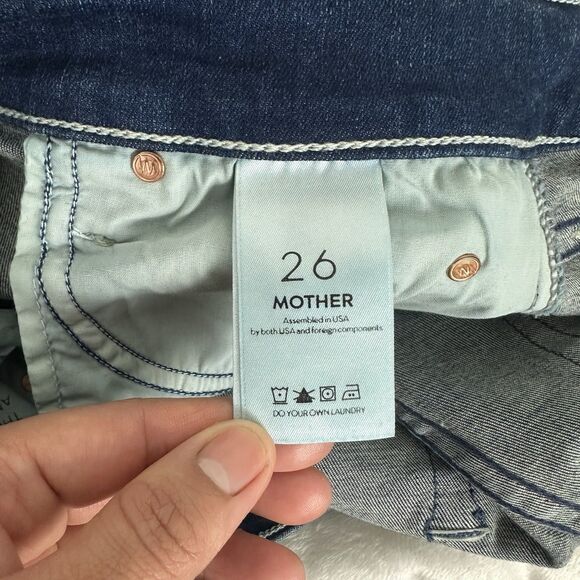 26
MOTHER
Assembled in USA
by both USA and foreign components
DO YOUR OWN LAUNDRY